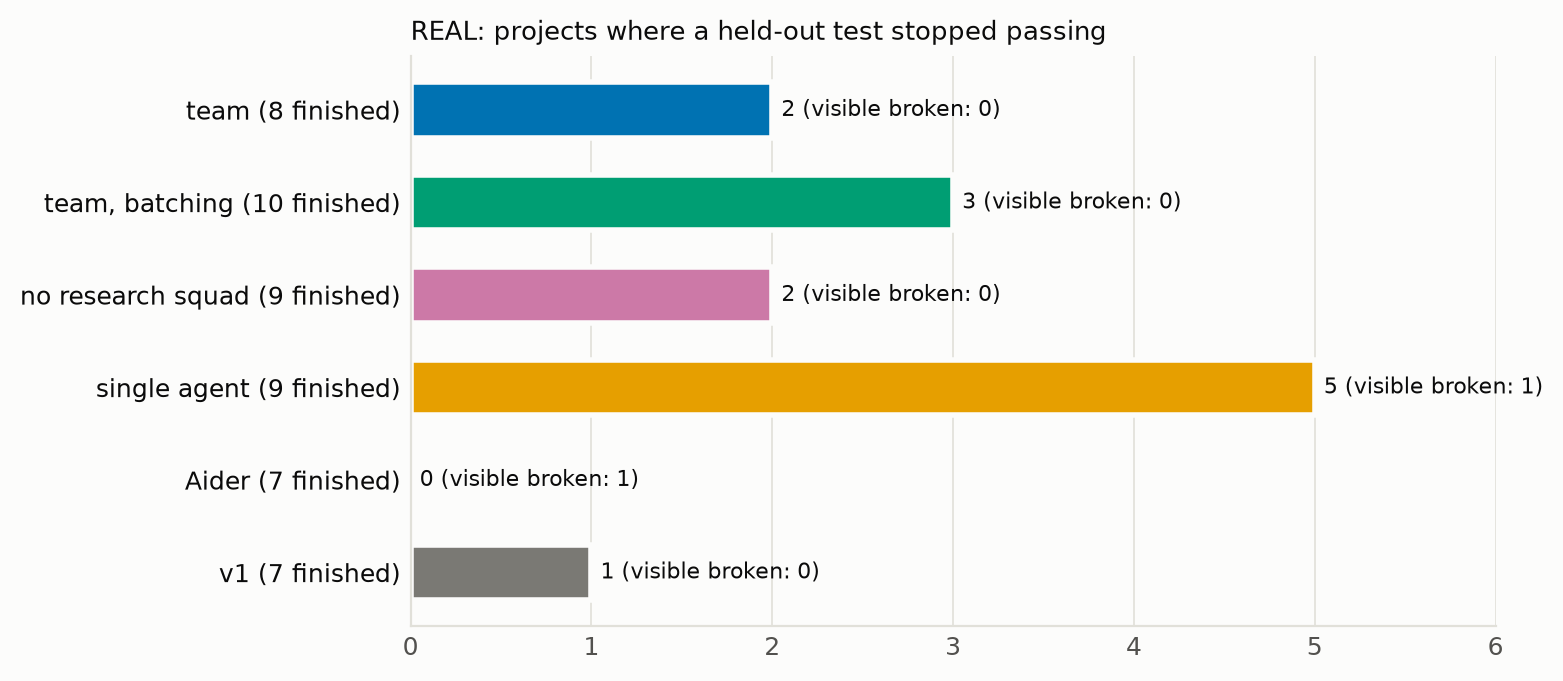 REAL: projects where a held-out test stopped passing
team (8 finished) 2 (visible broken: 0)
team, batching (10 finished) 3 (visible broken: 0)
no research squad (9 finished) 2 (visible broken: 0)
single agent (9 finished) 5 (visible broken: 1)
Aider (7 finished) 0 (visible broken: 1)
v1 (7 finished) 1 (visible broken: 0)
0 1 2 3 4 5 6